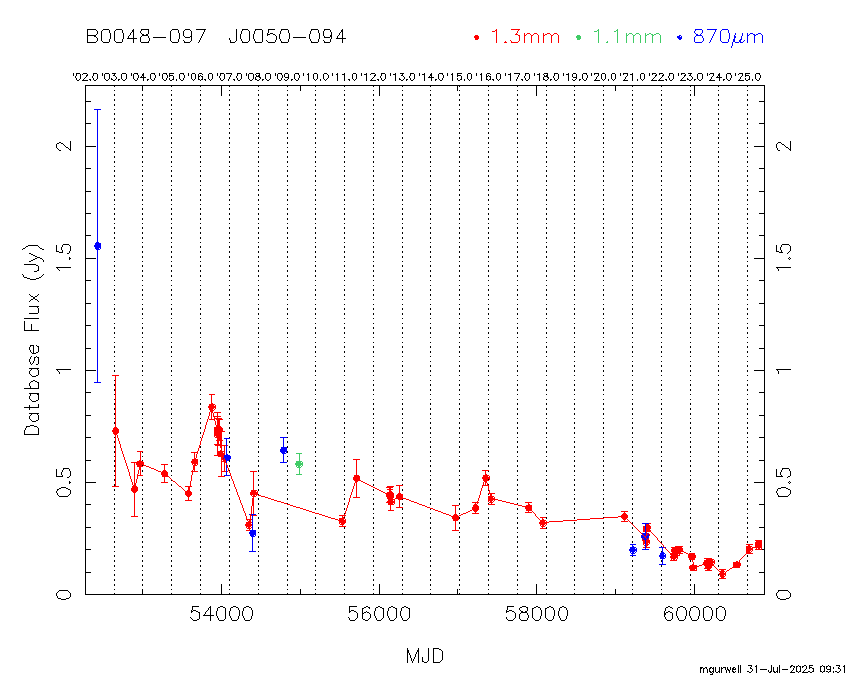 B0048-097 J0050-094 1.3mm 1.1mm 870µm
'02.0 '03.0 '04.0 '05.0 '06.0 '07.0 '08.0 '09.0 '10.0 '11.0 '12.0 '13.0 '14.0 '15.0 '16.0 '17.0 '18.0 '19.0 '20.0 '21.0 '22.0 '23.0 '24.0 '25.0
2 2
1.5 1.5
1 1
0.5 0.5
0 0
Database Flux (Jy)
54000 56000 58000 60000
MJD
mgurwell 31-Jul-2025 09:31